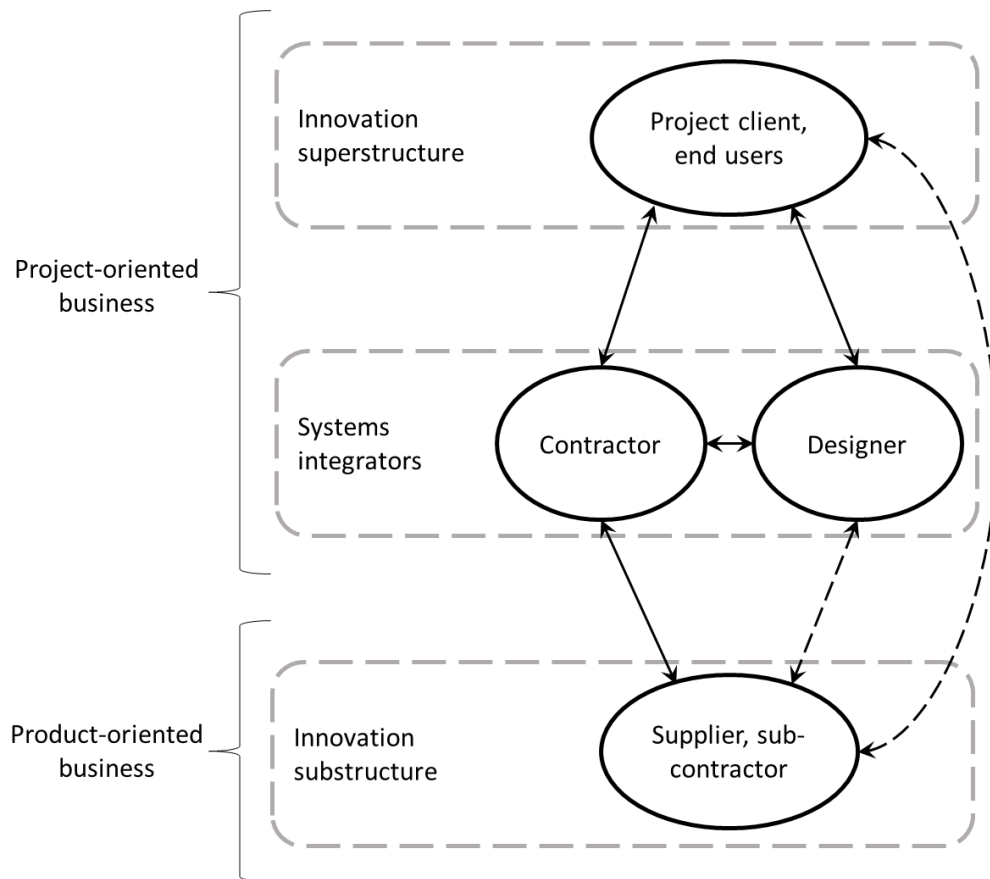 Innovation
superstructure
Project client,
end users
Project-oriented
business
Systems
integrators
Contractor
Designer
Product-oriented
business
Innovation
substructure
Supplier, sub-
contractor